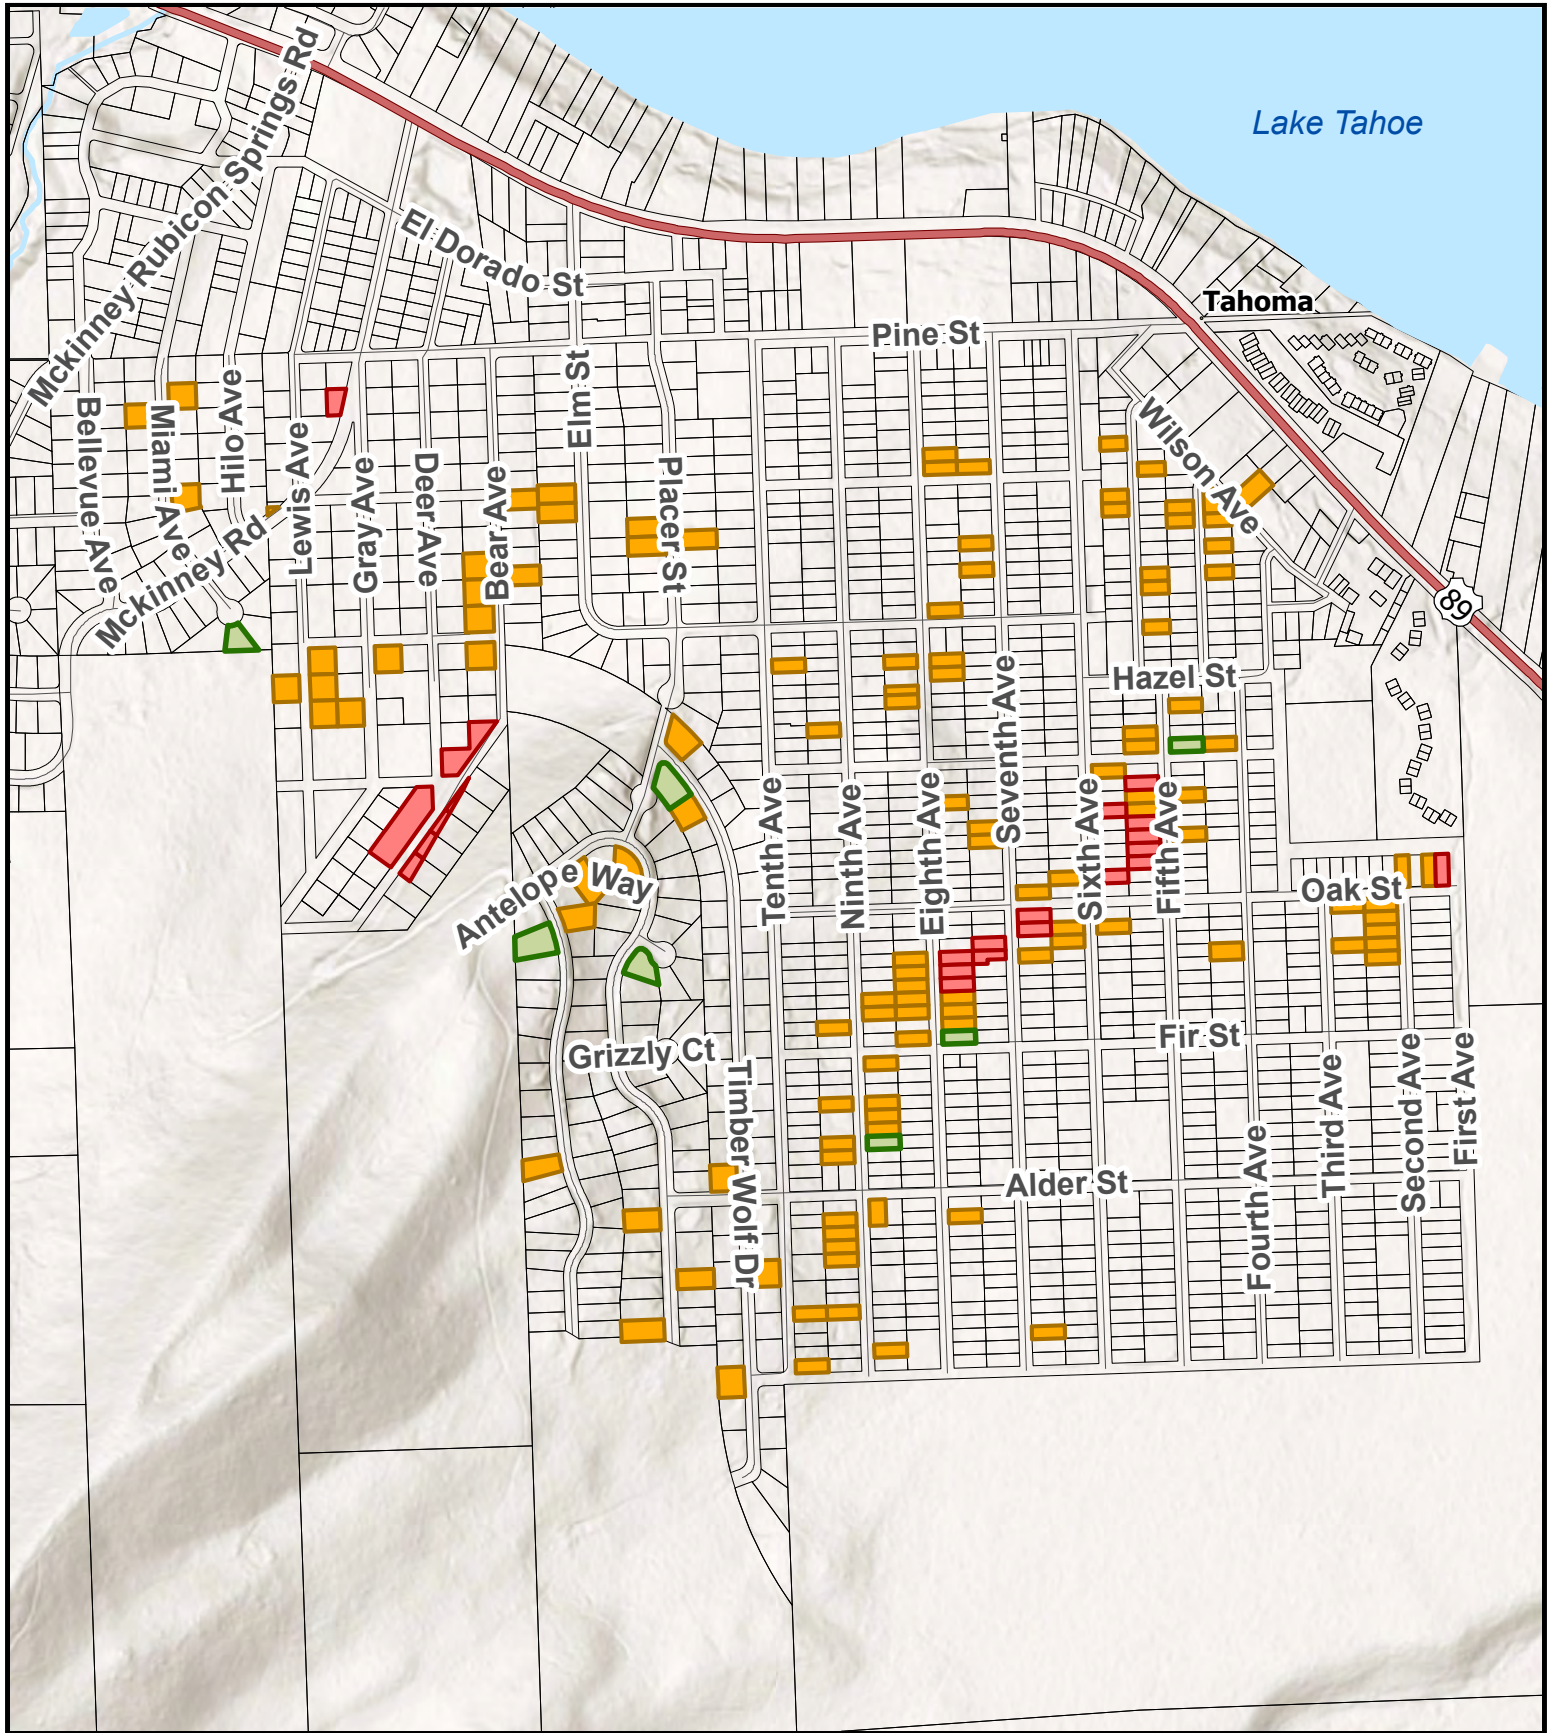 Lake Tahoe
Mckinney Rubicon Springs Rd
El Dorado St
Tahoma
Pine St
Elm St
Hilo Ave
Bellevue Ave
Miami Ave
Wilson Ave
Lewis Ave
Gray Ave
Deer Ave
Bear Ave
Placer St
Mckinney Rd
89
Hazel St
Seventh Ave
Tenth Ave
Ninth Ave
Eighth Ave
Sixth Ave
Fifth Ave
Antelope Way
Oak St
Fir St
Grizzly Ct
Timber Wolf Dr
Third Ave
Second Ave
First Ave
Fourth Ave
Alder St